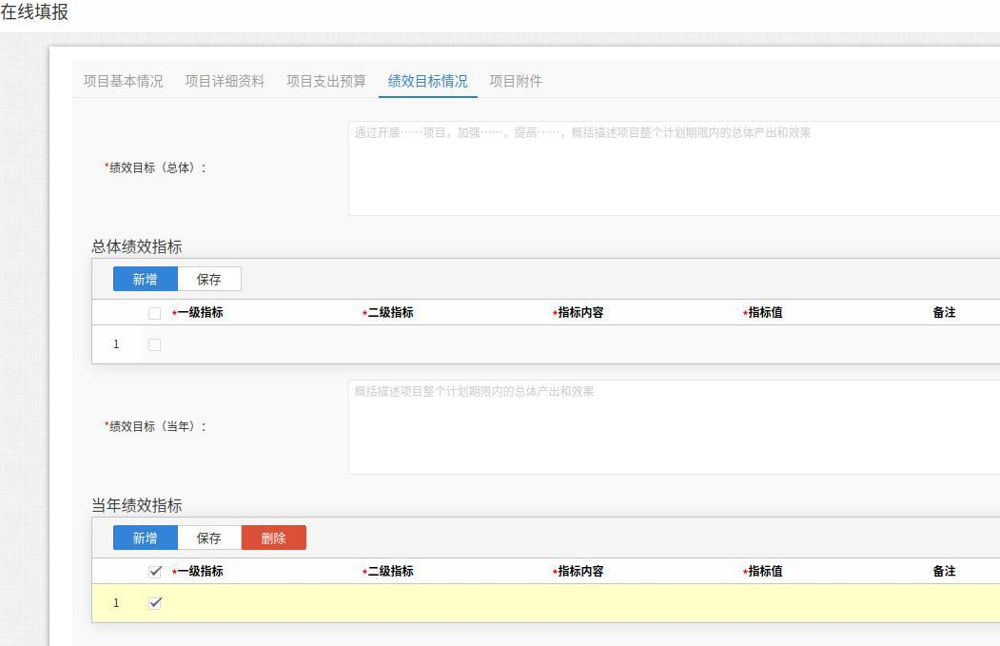 在线填报
项目基本情况 项目详细资料 项目支出预算 绩效目标情况 项目附件
通过开展……项目，加强……，提高……，概括描述项目整个计划期限内的总体产出和效果
*绩效目标（总体）：
总体绩效指标
新增 保存
*一级指标 *二级指标 *指标内容 *指标值 备注
1
概括描述项目整个计划期限内的总体产出和效果
*绩效目标（当年）：
当年绩效指标
新增 保存 删除
*一级指标 *二级指标 *指标内容 *指标值 备注
1